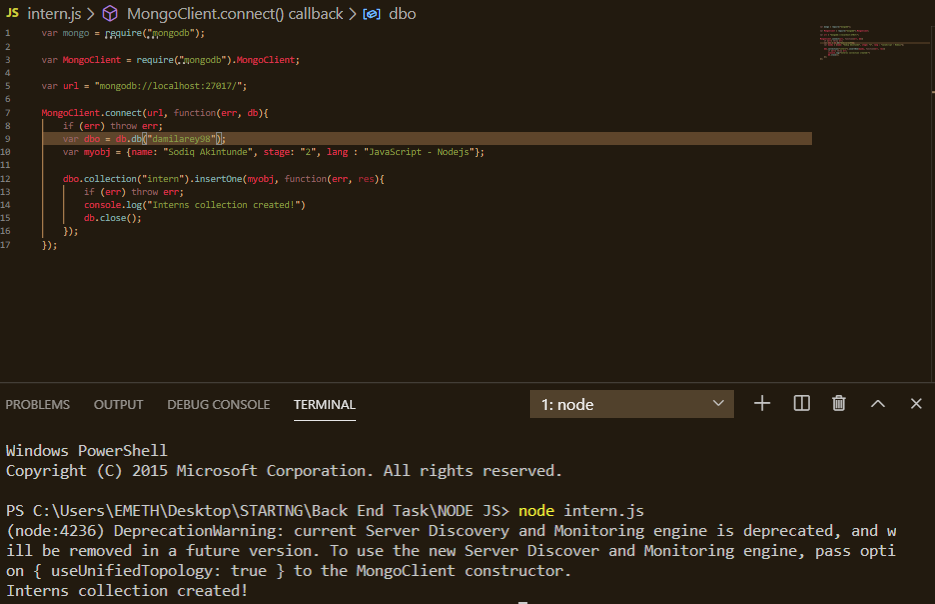 JS intern.js > MongoClient.connect() callback > dbo
1 var mongo = require("mongodb");
2
3 var MongoClient = require("mongodb").MongoClient;
4
5 var url = "mongodb://localhost:27017/";
6
7 MongoClient.connect(url, function(err, db){
8 if (err) throw err;
9 var dbo = db.db("damilarey98");
10 var myobj = {name: "Sodiq Akintunde", stage: "2", lang : "JavaScript - Nodejs"};
11
12 dbo.collection("intern").insertOne(myobj, function(err, res){
13 if (err) throw err;
14 console.log("Interns collection created!")
15 db.close();
16 });
17 });
PROBLEMS OUTPUT DEBUG CONSOLE TERMINAL 1: node
Windows PowerShell
Copyright (C) 2015 Microsoft Corporation. All rights reserved.
PS C:\Users\EMETH\Desktop\STARTNG\Back End Task\NODE JS> node intern.js
(node:4236) DeprecationWarning: current Server Discovery and Monitoring engine is deprecated, and w
ill be removed in a future version. To use the new Server Discover and Monitoring engine, pass opti
on { useUnifiedTopology: true } to the MongoClient constructor.
Interns collection created!